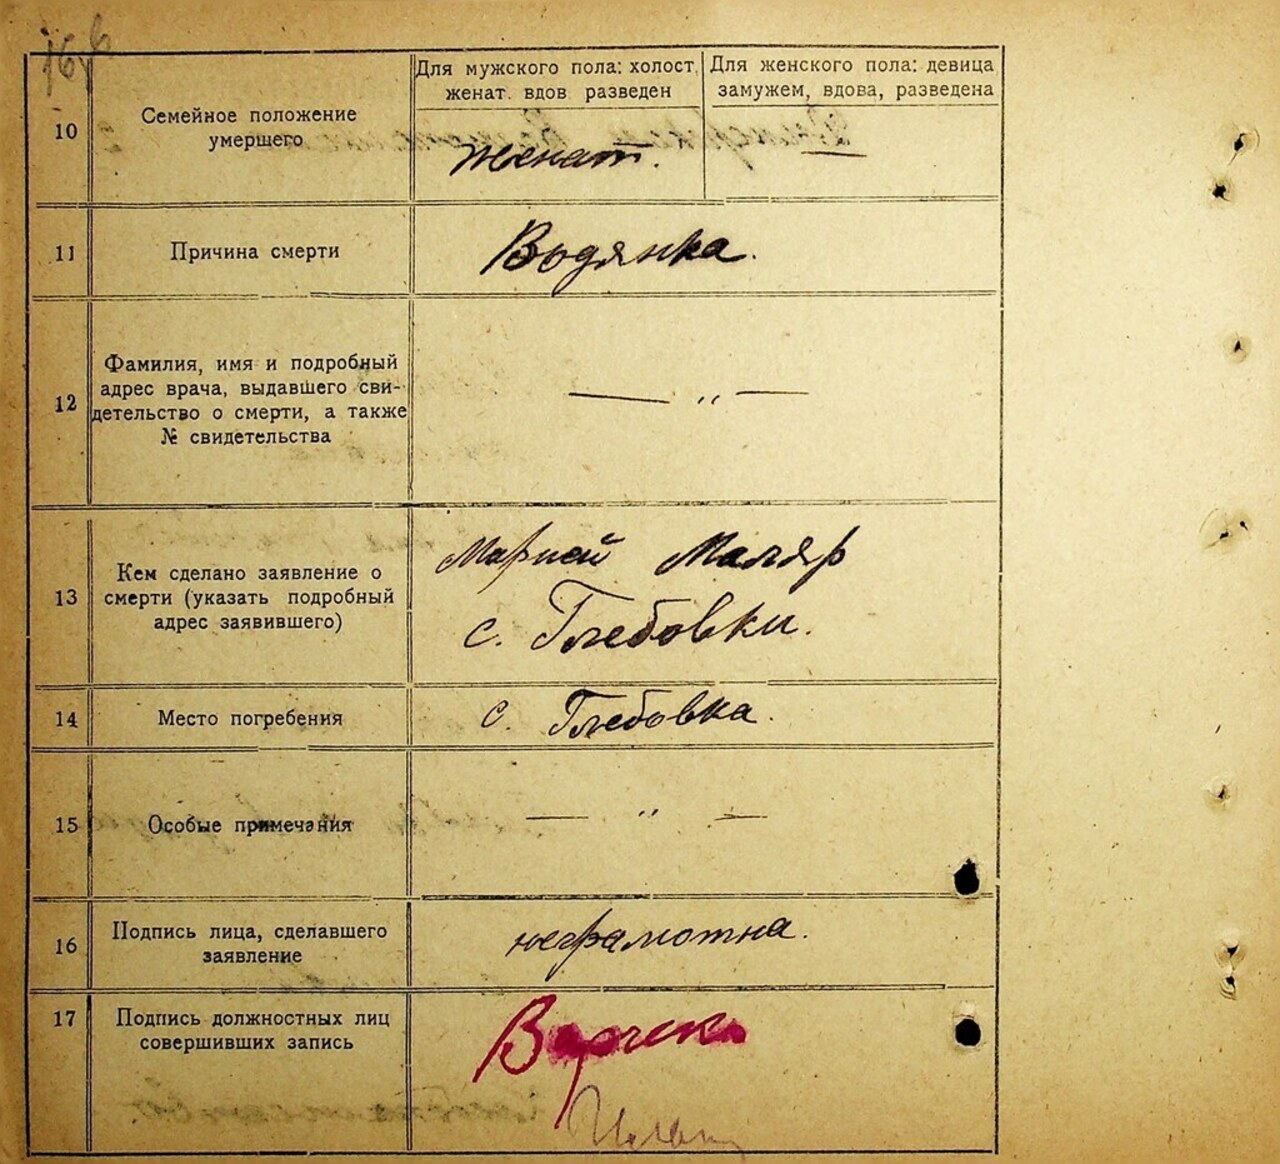 10
Семейное положение
умершего
Для мужского пола: холост,
женат. вдов разведен
Для женского пола: девица
замужем, вдова, разведена
женат.
—
11
Причина смерти
Водянка.
12
Фамилия, имя и подробный
адрес врача, выдавшего сви-
детельство о смерти, а также
№ свидетельства
— „ —
13
Кем сделано заявление о
смерти (указать подробный
адрес заявившего)
Марией Маляр
с. Глебовки.
14
Место погребения
с. Глебовка.
15
Особые примечания
— „ —
16
Подпись лица, сделавшего
заявление
неграмотна.
17
Подпись должностных лиц
совершивших запись